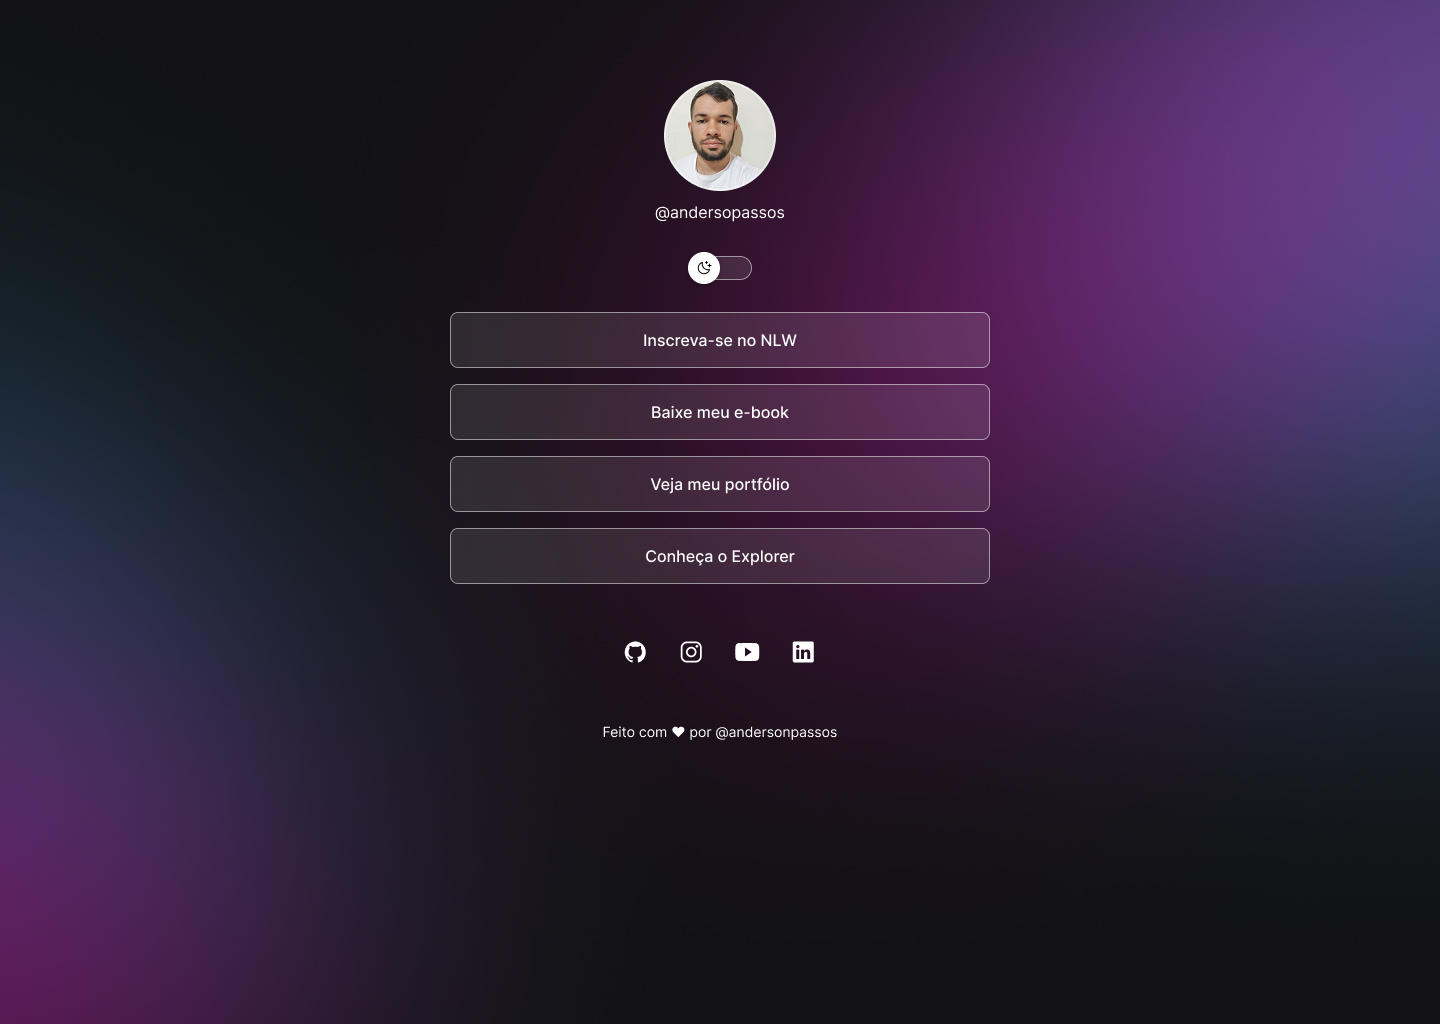 @andersopassos
Inscreva-se no NLW
Baixe meu e-book
Veja meu portfólio
Conheça o Explorer
Feito com ♥ por @andersonpassos